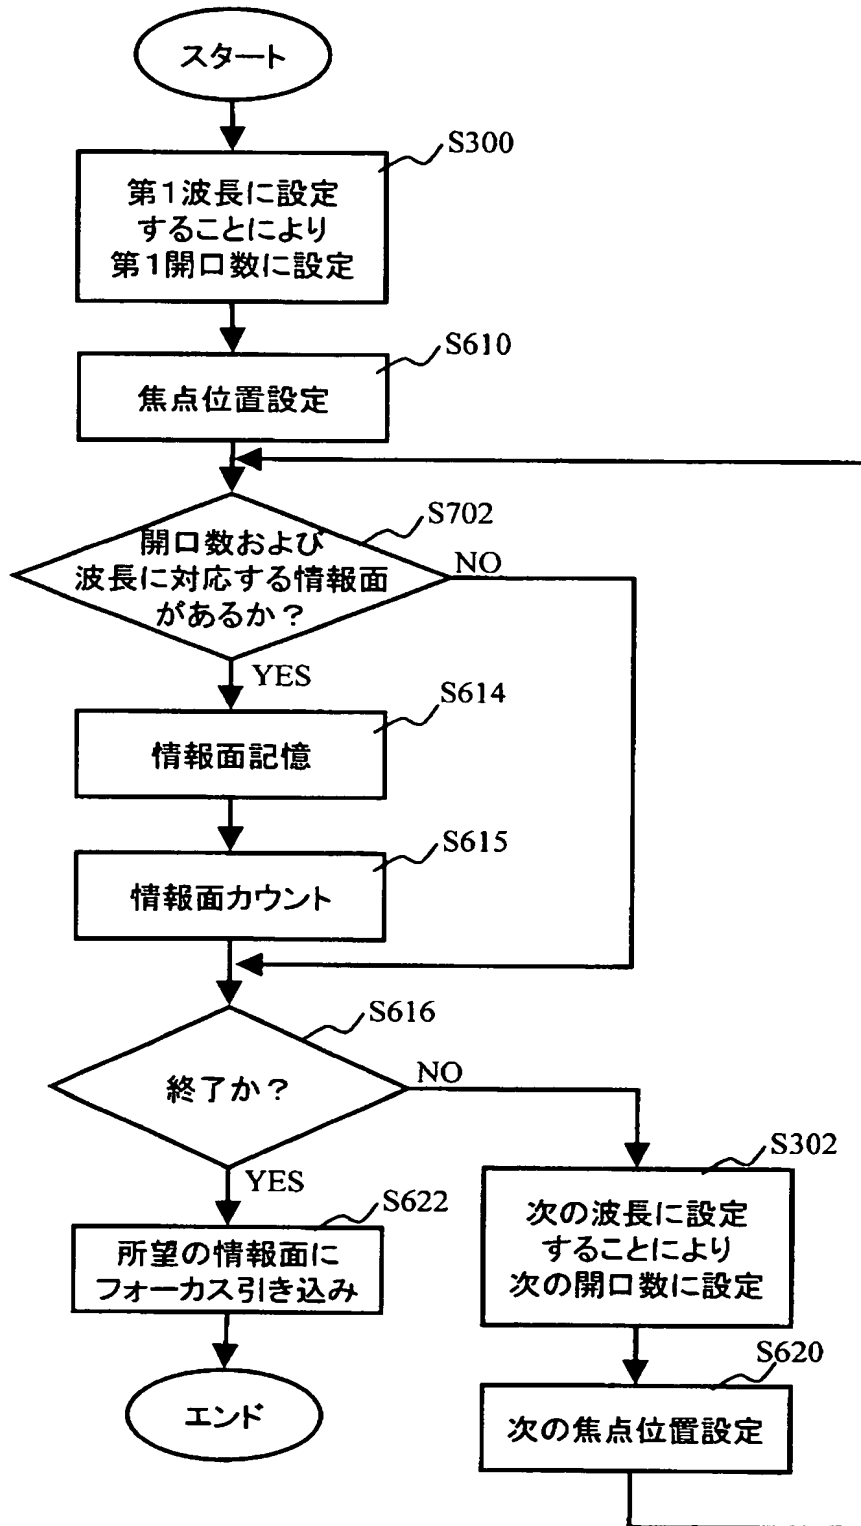 スタート
S300
第1波長に設定
することにより
第1開口数に設定
S610
焦点位置設定
S702
開口数および
波長に対応する情報面
があるか?
NO
YES
S614
情報面記憶
S615
情報面カウント
S616
終了か?
NO
YES
S302
次の波長に設定
することにより
次の開口数に設定
S622
所望の情報面に
フォーカス引き込み
S620
次の焦点位置設定
エンド